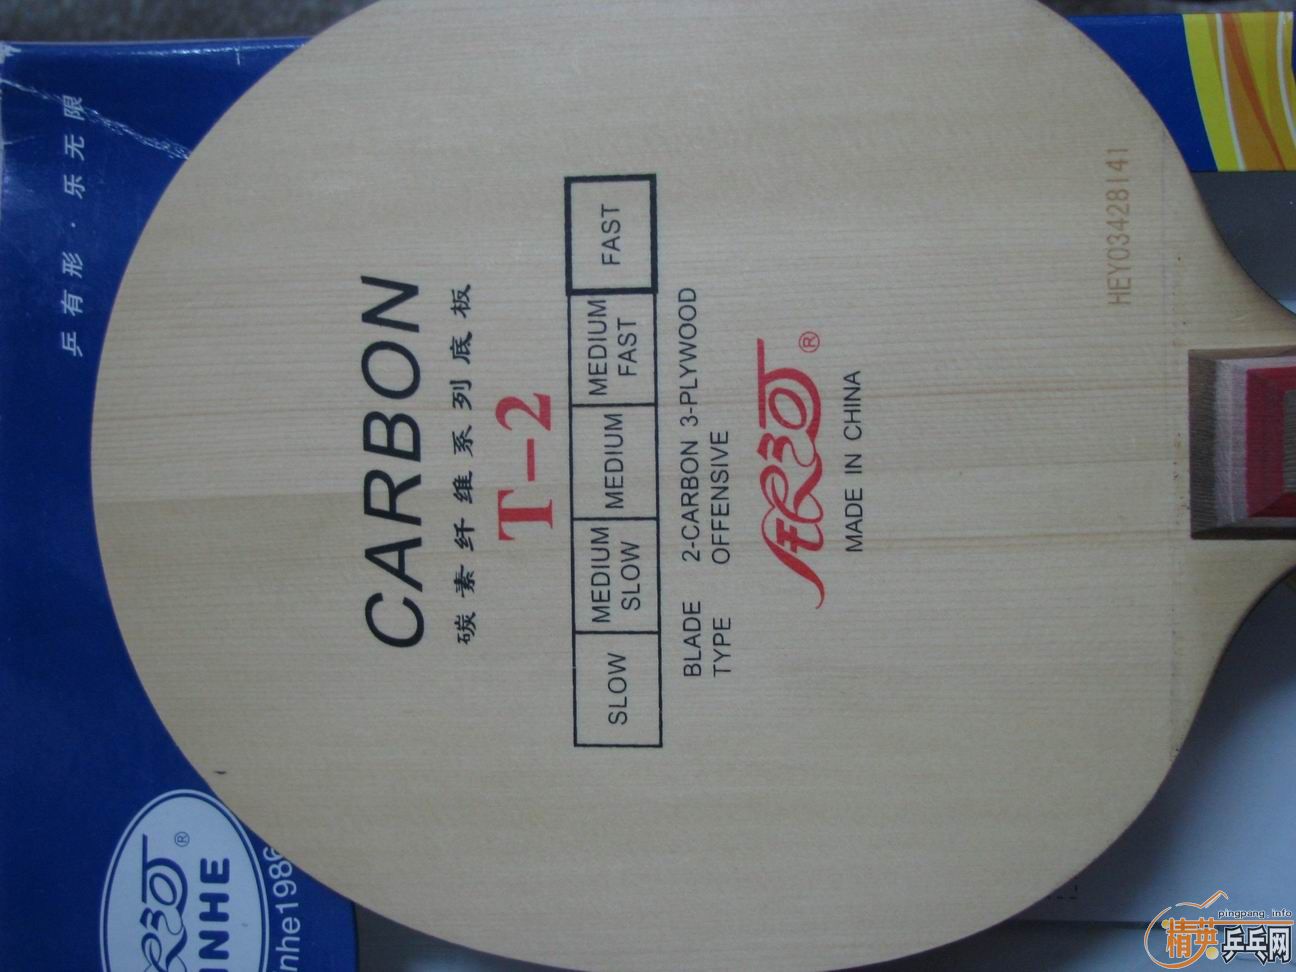 CARBON
碳素纤维系列底板
T-2
SLOW
MEDIUM SLOW
MEDIUM
MEDIUM FAST
FAST
BLADE 2-CARBON 3-PLYWOOD
TYPE OFFENSIVE
®
MADE IN CHINA
HEY03428141
乒有形·乐无限
®
INHE
nhe1986
pingpang.info
精英乒乓网